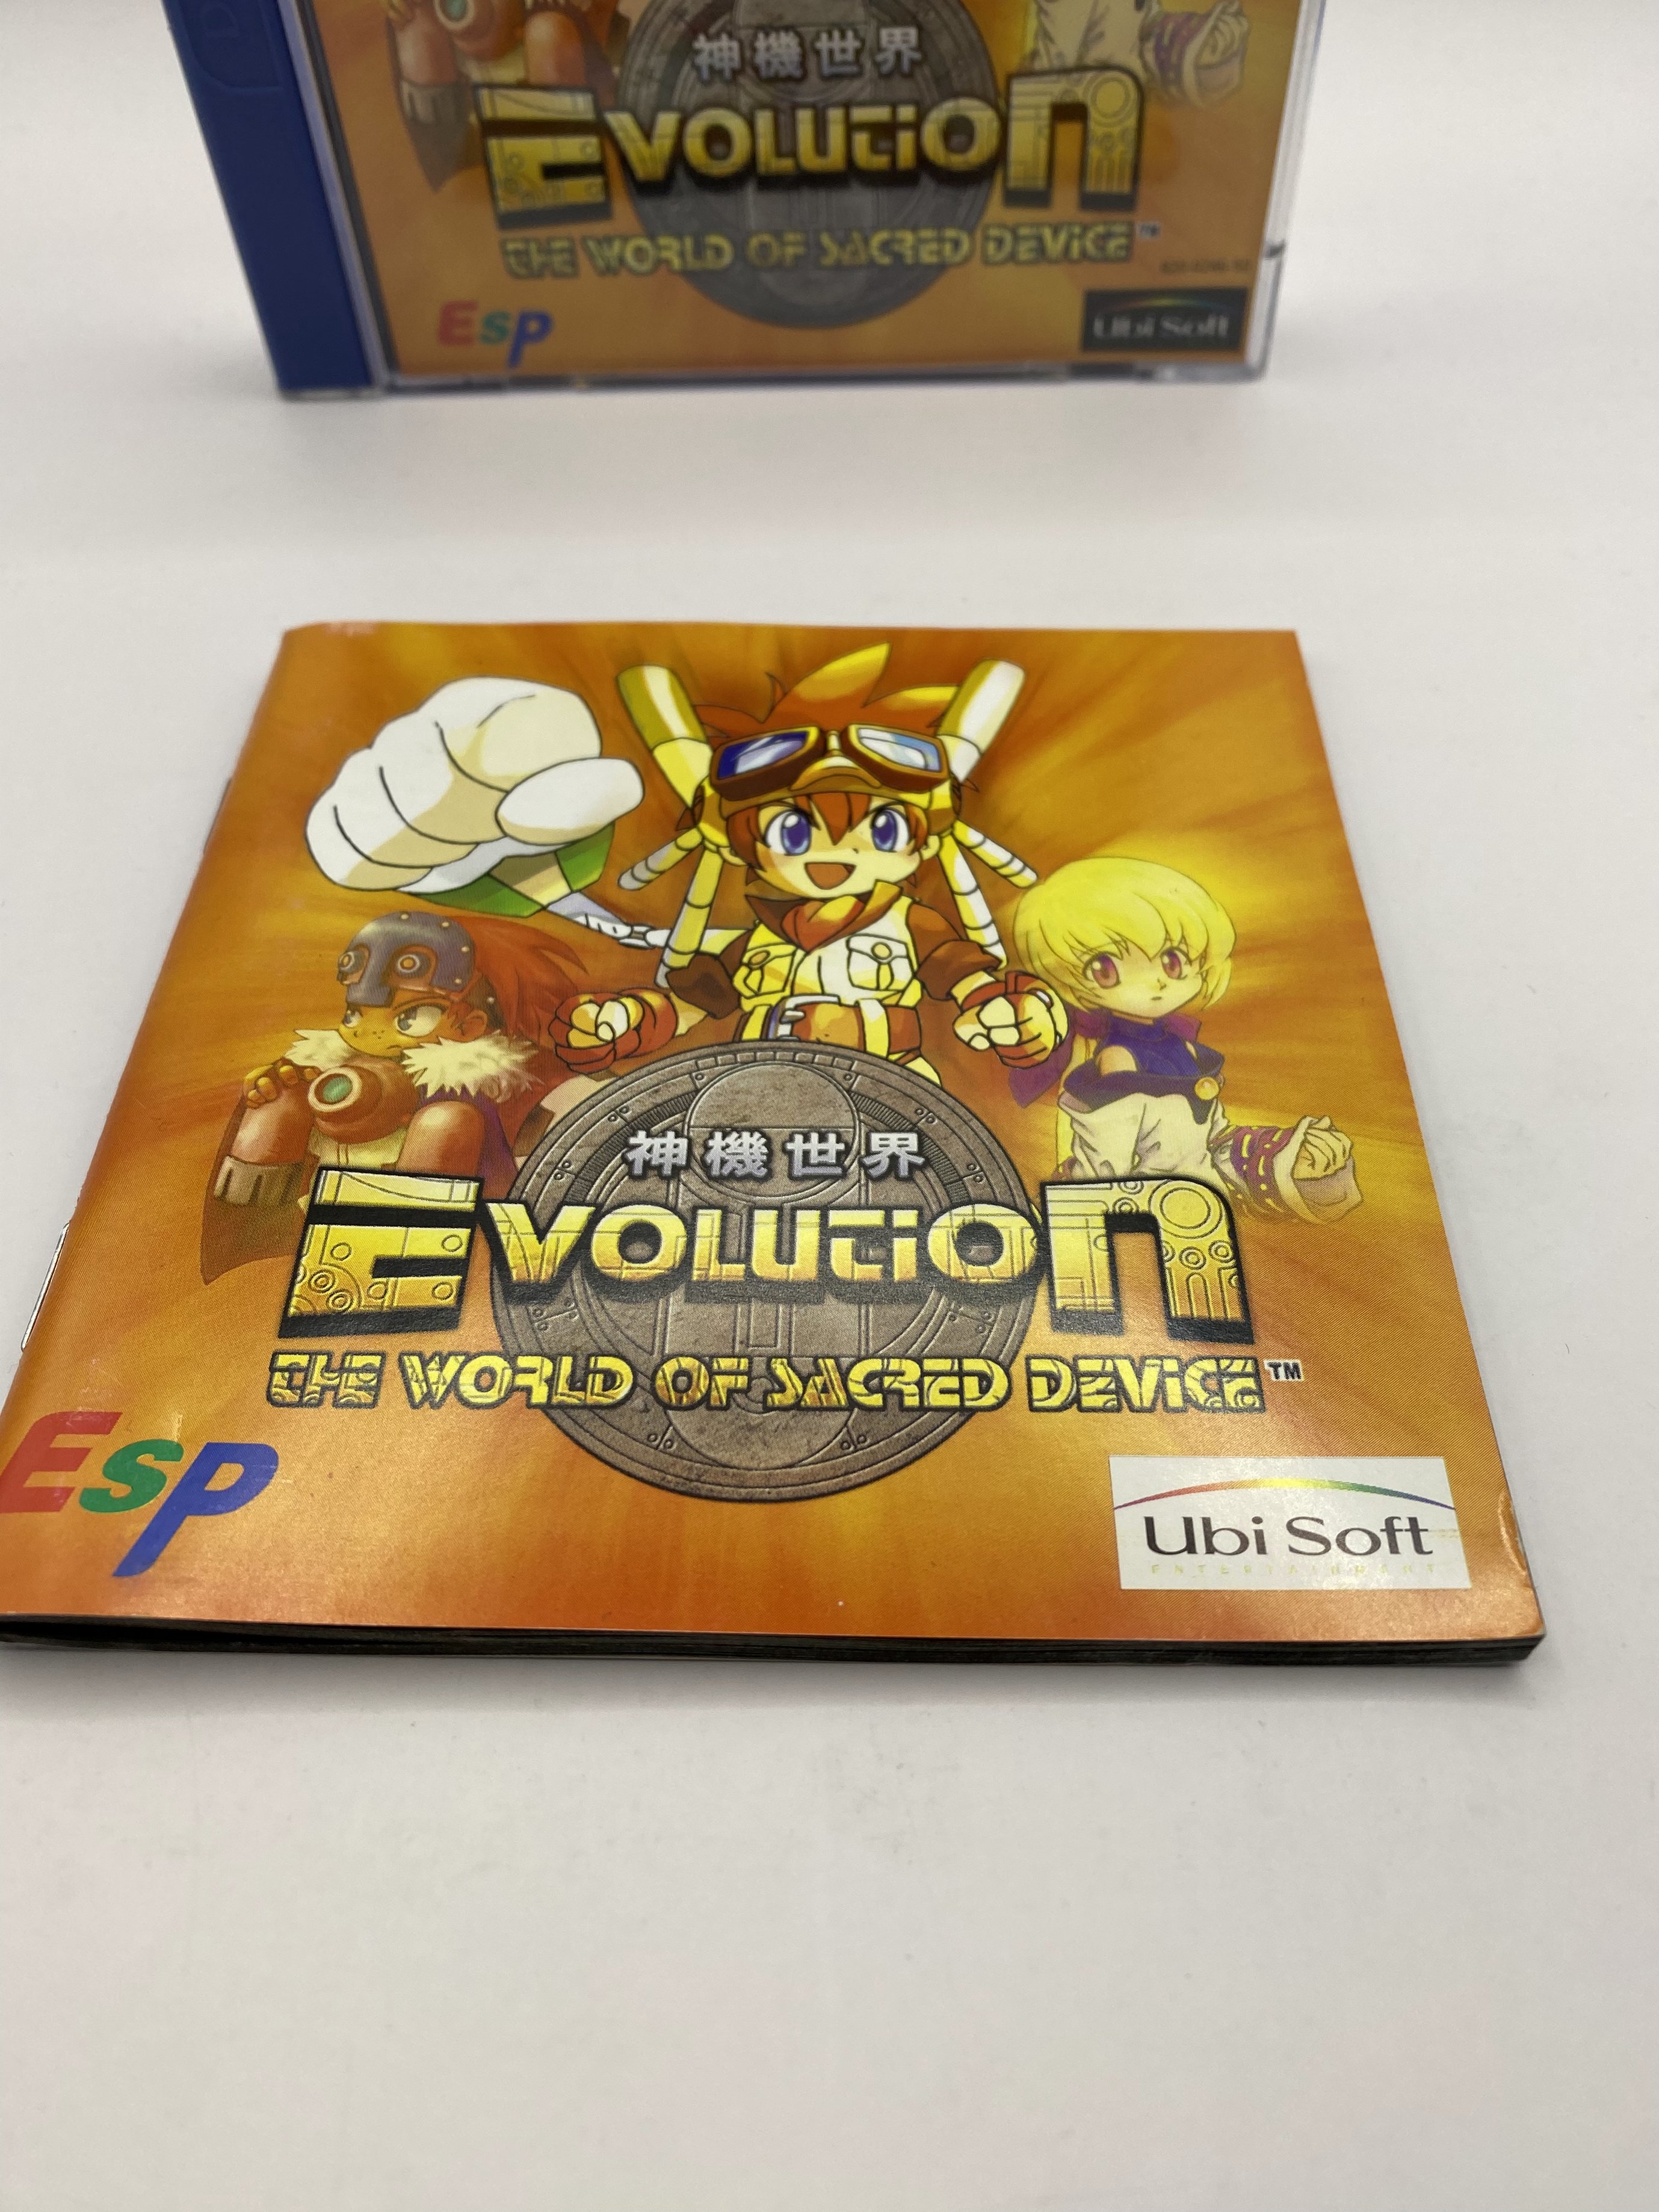 神機世界
Evolution
THE WORLD OF SACRED DEVICE™
Esp
Ubi Soft
神機世界
Evolution
THE WORLD OF SACRED DEVICE™
Esp
Ubi Soft
ENTERTAINMENT